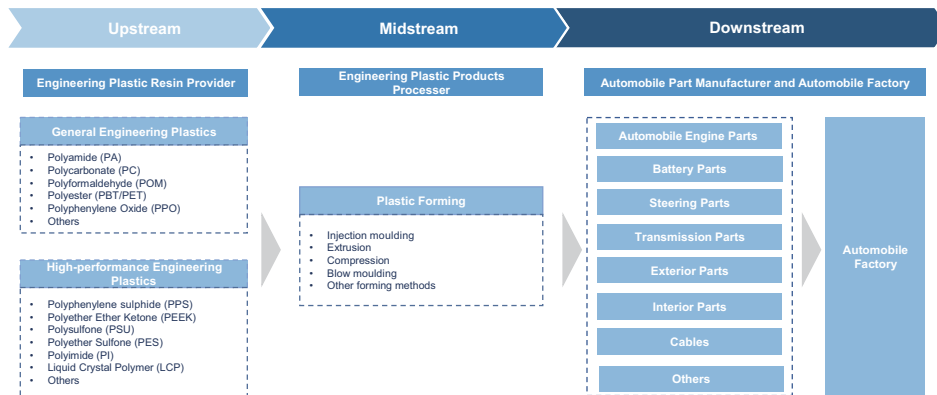 Upstream
Midstream
Downstream
Engineering Plastic Resin Provider
Engineering Plastic Products
Processer
Automobile Part Manufacturer and Automobile Factory
General Engineering Plastics
• Polyamide (PA)
• Polycarbonate (PC)
• Polyformaldehyde (POM)
• Polyester (PBT/PET)
• Polyphenylene Oxide (PPO)
• Others
High-performance Engineering
Plastics
• Polyphenylene sulphide (PPS)
• Polyether Ether Ketone (PEEK)
• Polysulfone (PSU)
• Polyether Sulfone (PES)
• Polyimide (PI)
• Liquid Crystal Polymer (LCP)
• Others
Plastic Forming
• Injection moulding
• Extrusion
• Compression
• Blow moulding
• Other forming methods
Automobile Engine Parts
Battery Parts
Steering Parts
Transmission Parts
Exterior Parts
Interior Parts
Cables
Others
Automobile
Factory